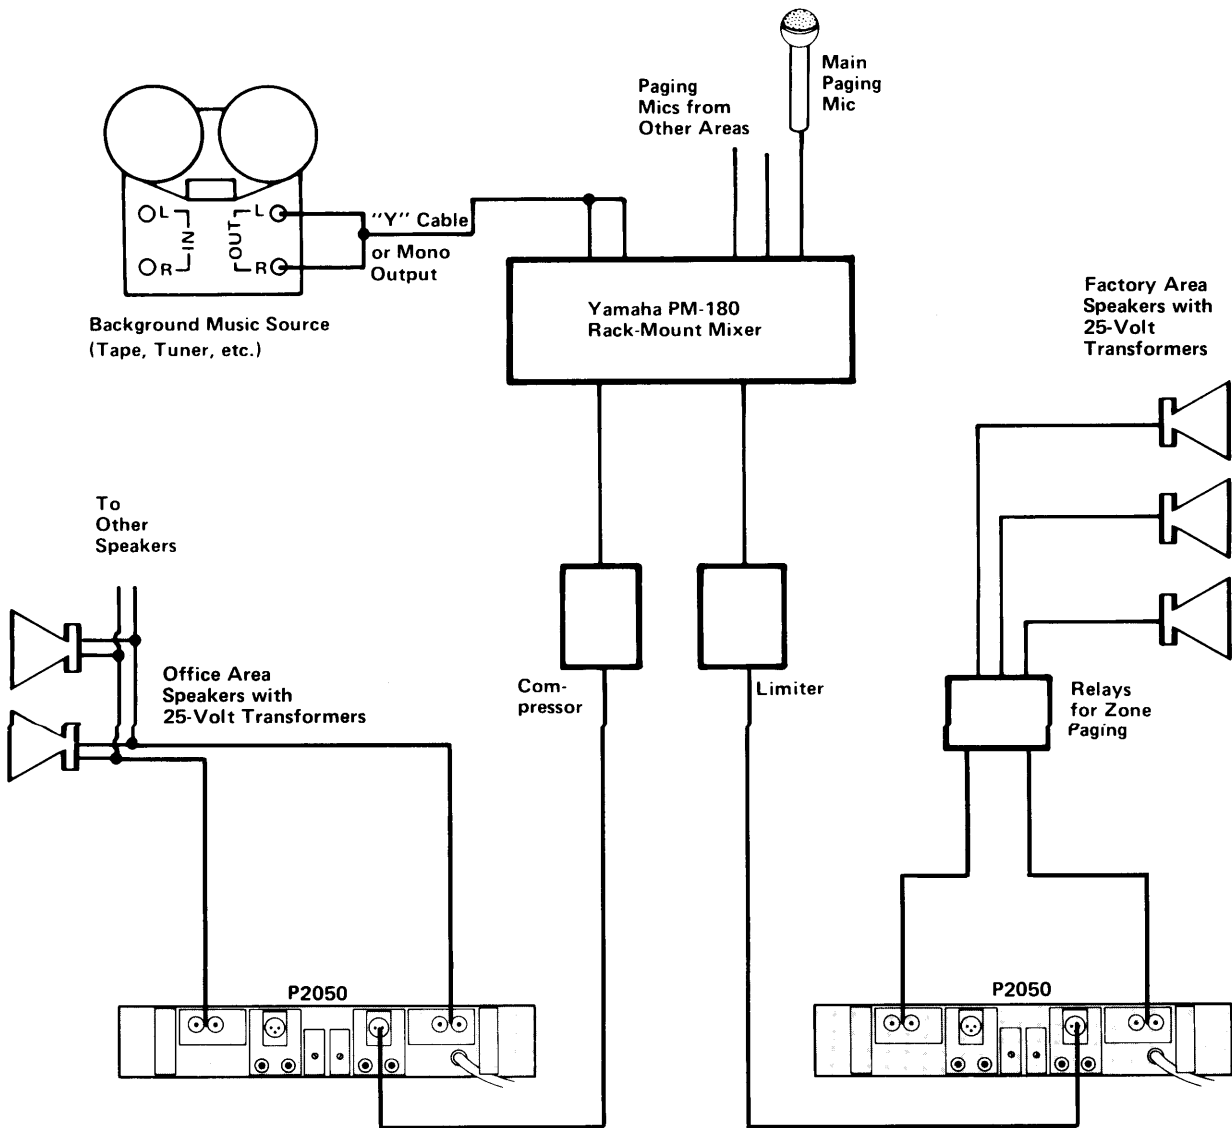 Main
Paging
Mic
Paging
Mics from
Other Areas
L
IN
R
OUT
L
R
"Y" Cable
or Mono
Output
Background Music Source
(Tape, Tuner, etc.)
Yamaha PM-180
Rack-Mount Mixer
Factory Area
Speakers with
25-Volt
Transformers
To
Other
Speakers
Office Area
Speakers with
25-Volt Transformers
Com-
pressor
Limiter
Relays
for Zone
Paging
P2050
P2050